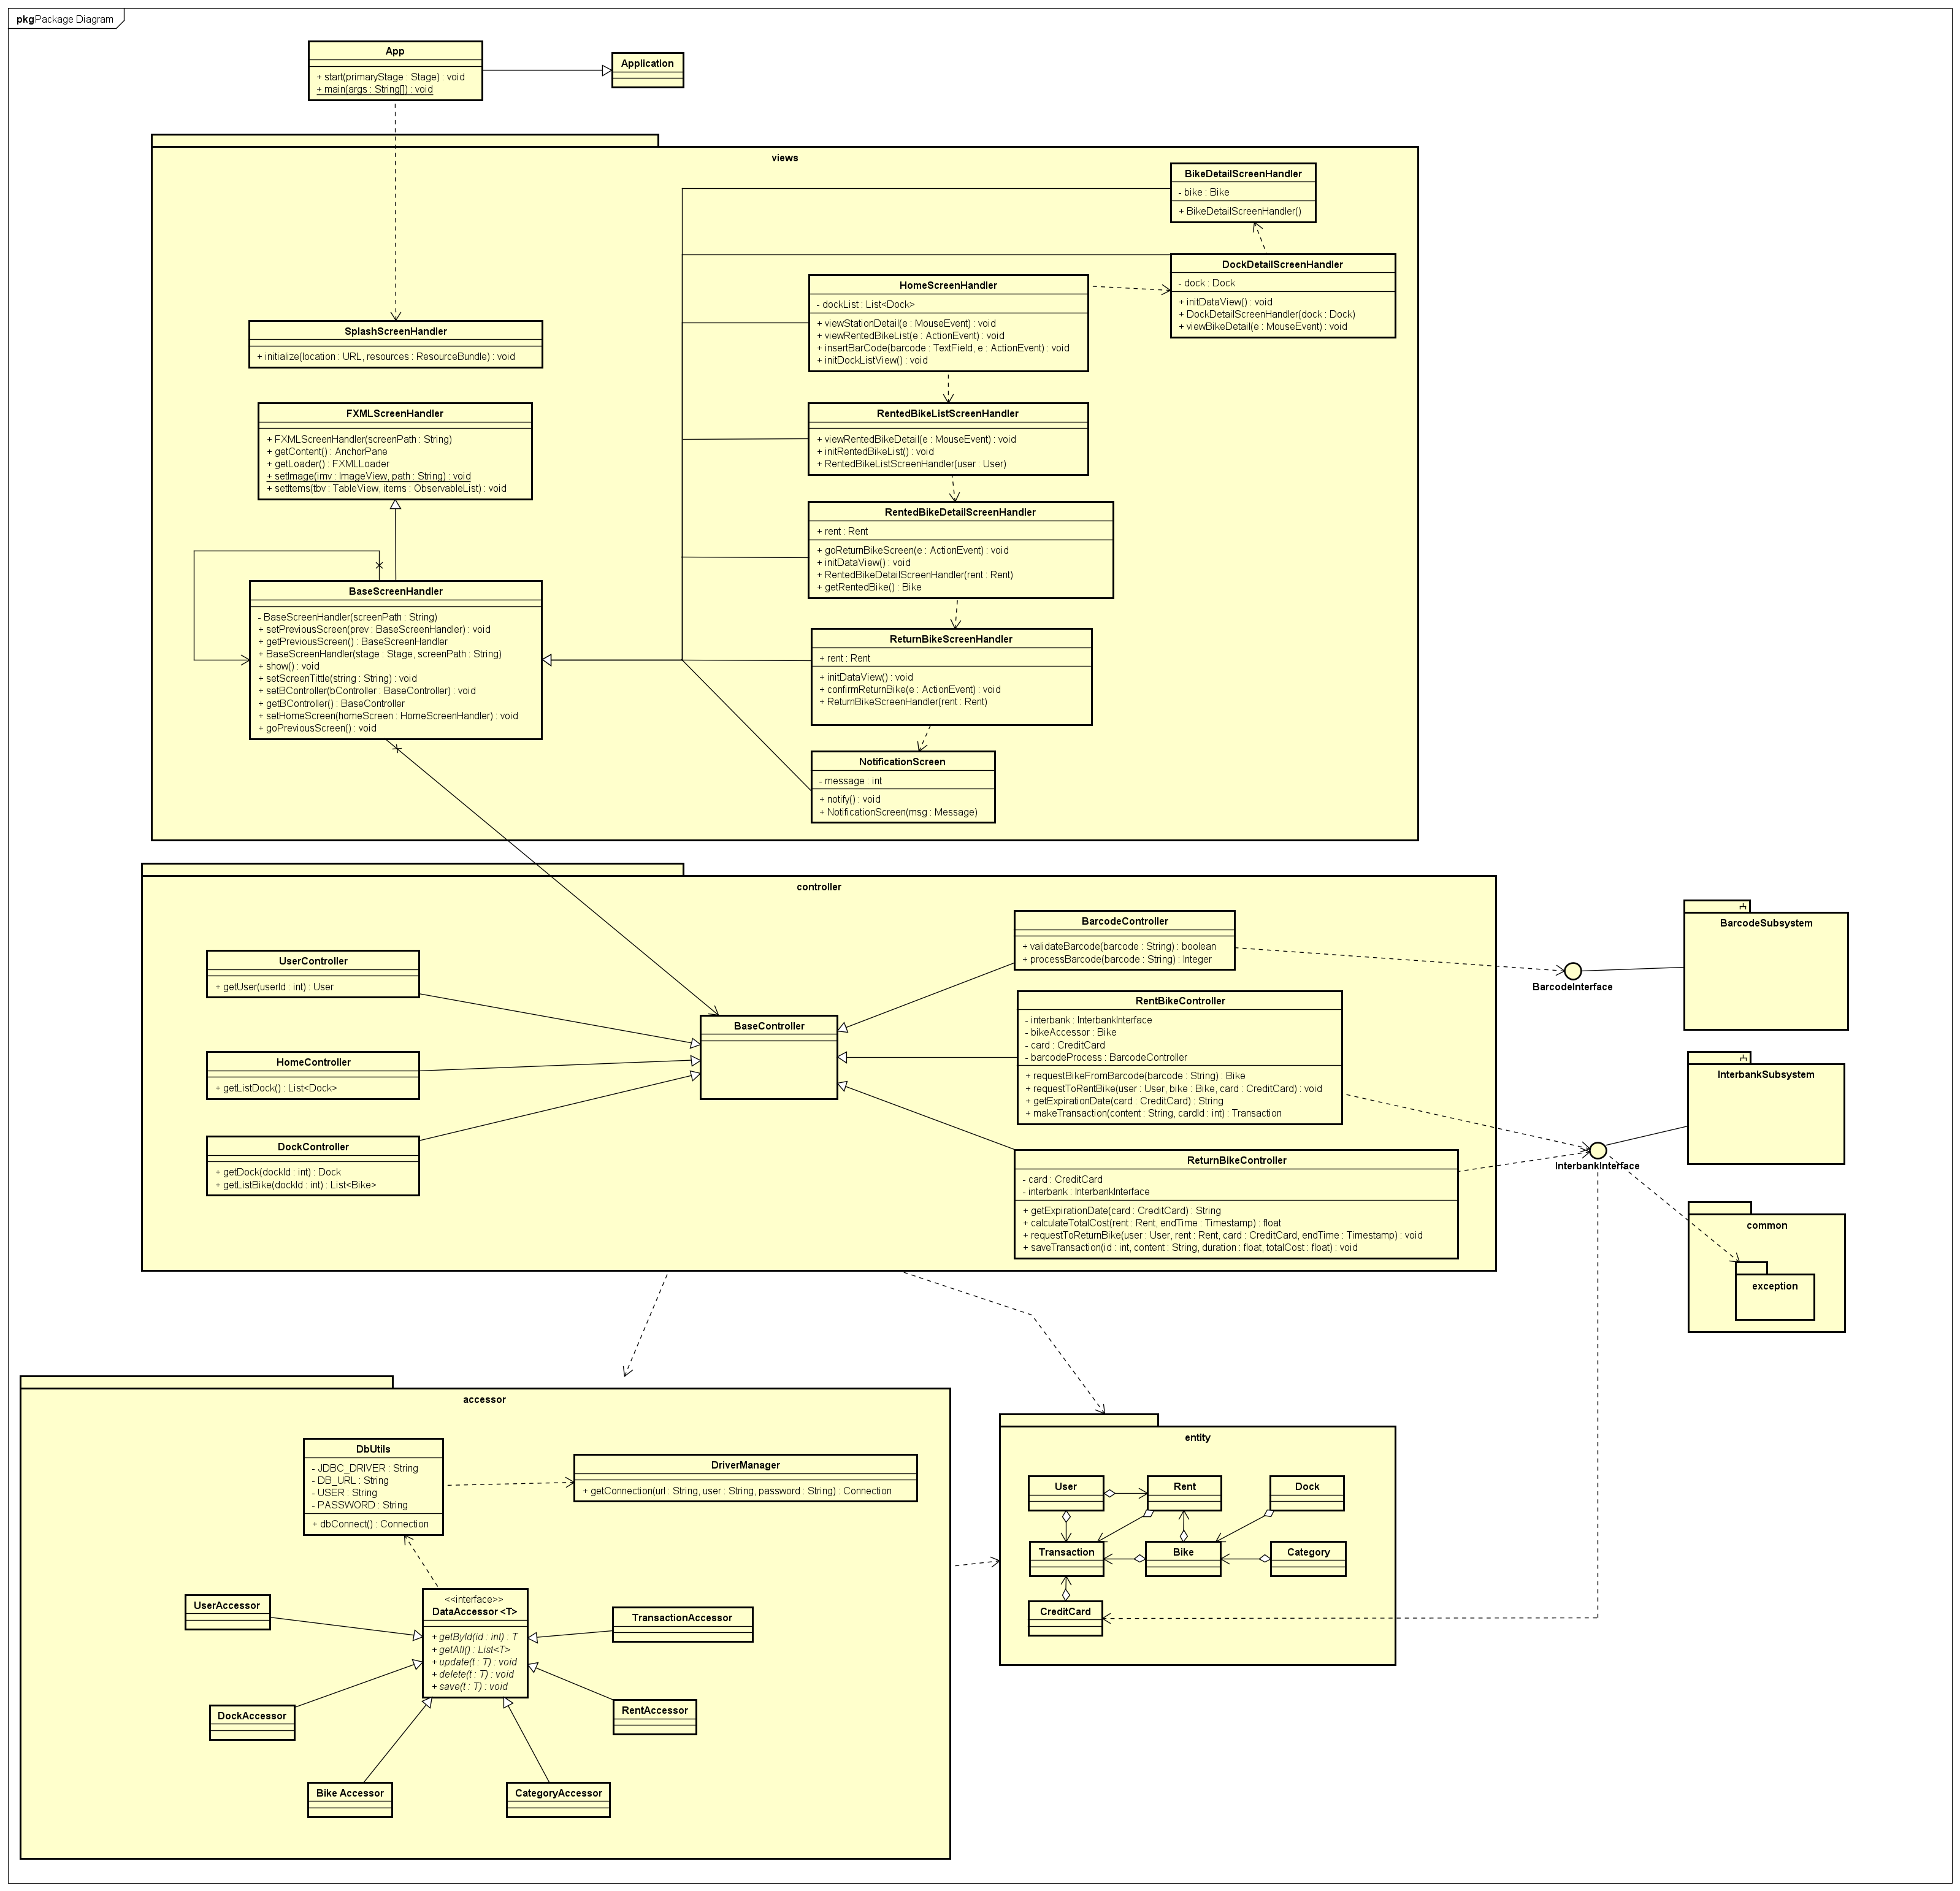 pkg Package Diagram
App
+ start(primaryStage : Stage) : void
+ main(args : String[]) : void
Application
views
BikeDetailScreenHandler
- bike : Bike
+ BikeDetailScreenHandler()
DockDetailScreenHandler
- dock : Dock
+ initDataView() : void
+ DockDetailScreenHandler(dock : Dock)
+ viewBikeDetail(e : MouseEvent) : void
HomeScreenHandler
- dockList : List<Dock>
+ viewStationDetail(e : MouseEvent) : void
+ viewRentedBikeList(e : ActionEvent) : void
+ insertBarCode(barcode : TextField, e : ActionEvent) : void
+ initDockListView() : void
SplashScreenHandler
+ initialize(location : URL, resources : ResourceBundle) : void
FXMLScreenHandler
+ FXMLScreenHandler(screenPath : String)
+ getContent() : AnchorPane
+ getLoader() : FXMLLoader
+ setImage(imv : ImageView, path : String) : void
+ setItems(tbv : TableView, items : ObservableList) : void
RentedBikeListScreenHandler
+ viewRentedBikeDetail(e : MouseEvent) : void
+ initRentedBikeList() : void
+ RentedBikeListScreenHandler(user : User)
RentedBikeDetailScreenHandler
+ rent : Rent
+ goReturnBikeScreen(e : ActionEvent) : void
+ initDataView() : void
+ RentedBikeDetailScreenHandler(rent : Rent)
+ getRentedBike() : Bike
BaseScreenHandler
- BaseScreenHandler(screenPath : String)
+ setPreviousScreen(prev : BaseScreenHandler) : void
+ getPreviousScreen() : BaseScreenHandler
+ BaseScreenHandler(stage : Stage, screenPath : String)
+ show() : void
+ setScreenTittle(string : String) : void
+ setBController(bController : BaseController) : void
+ getBController() : BaseController
+ setHomeScreen(homeScreen : HomeScreenHandler) : void
+ goPreviousScreen() : void
ReturnBikeScreenHandler
+ rent : Rent
+ initDataView() : void
+ confirmReturnBike(e : ActionEvent) : void
+ ReturnBikeScreenHandler(rent : Rent)
NotificationScreen
- message : int
+ notify() : void
+ NotificationScreen(msg : Message)
controller
UserController
+ getUser(userId : int) : User
HomeController
+ getListDock() : List<Dock>
DockController
+ getDock(dockId : int) : Dock
+ getListBike(dockId : int) : List<Bike>
BaseController
BarcodeController
+ validateBarcode(barcode : String) : boolean
+ processBarcode(barcode : String) : Integer
RentBikeController
- interbank : InterbankInterface
- bikeAccessor : Bike
- card : CreditCard
- barcodeProcess : BarcodeController
+ requestBikeFromBarcode(barcode : String) : Bike
+ requestToRentBike(user : User, bike : Bike, card : CreditCard) : void
+ getExpirationDate(card : CreditCard) : String
+ makeTransaction(content : String, cardId : int) : Transaction
ReturnBikeController
- card : CreditCard
- interbank : InterbankInterface
+ getExpirationDate(card : CreditCard) : String
+ calculateTotalCost(rent : Rent, endTime : Timestamp) : float
+ requestToReturnBike(user : User, rent : Rent, card : CreditCard, endTime : Timestamp) : void
+ saveTransaction(id : int, content : String, duration : float, totalCost : float) : void
BarcodeSubsystem
BarcodeInterface
InterbankSubsystem
InterbankInterface
common
exception
accessor
DbUtils
- JDBC_DRIVER : String
- DB_URL : String
- USER : String
- PASSWORD : String
+ dbConnect() : Connection
DriverManager
+ getConnection(url : String, user : String, password : String) : Connection
<<interface>>
DataAccessor <T>
+ getById(id : int) : T
+ getAll() : List<T>
+ update(t : T) : void
+ delete(t : T) : void
+ save(t : T) : void
UserAccessor
TransactionAccessor
DockAccessor
RentAccessor
Bike Accessor
CategoryAccessor
entity
User
Rent
Dock
Transaction
Bike
Category
CreditCard